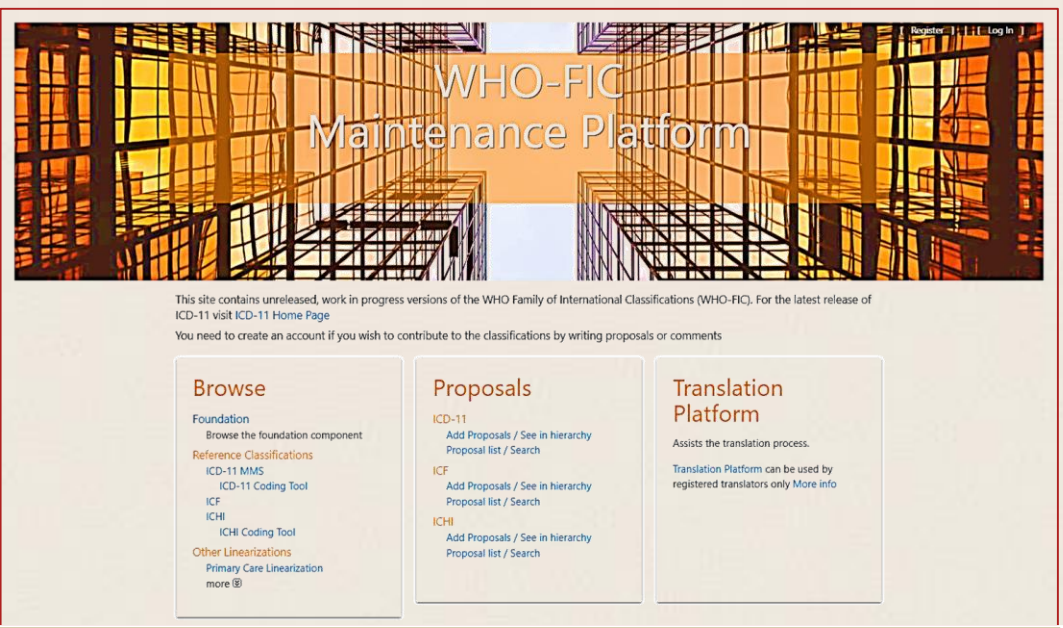 [ Register ] | [ Log In ]
WHO-FIC
Maintenance Platform
This site contains unreleased, work in progress versions of the WHO Family of International Classifications (WHO-FIC). For the latest release of
ICD-11 visit ICD-11 Home Page
You need to create an account if you wish to contribute to the classifications by writing proposals or comments
Browse
Foundation
Browse the foundation component
Reference Classifications
ICD-11 MMS
ICD-11 Coding Tool
ICF
ICHI
ICHI Coding Tool
Other Linearizations
Primary Care Linearization
more
Proposals
ICD-11
Add Proposals / See in hierarchy
Proposal list / Search
ICF
Add Proposals / See in hierarchy
Proposal list / Search
ICHI
Add Proposals / See in hierarchy
Proposal list / Search
Translation
Platform
Assists the translation process.
Translation Platform can be used by
registered translators only More info